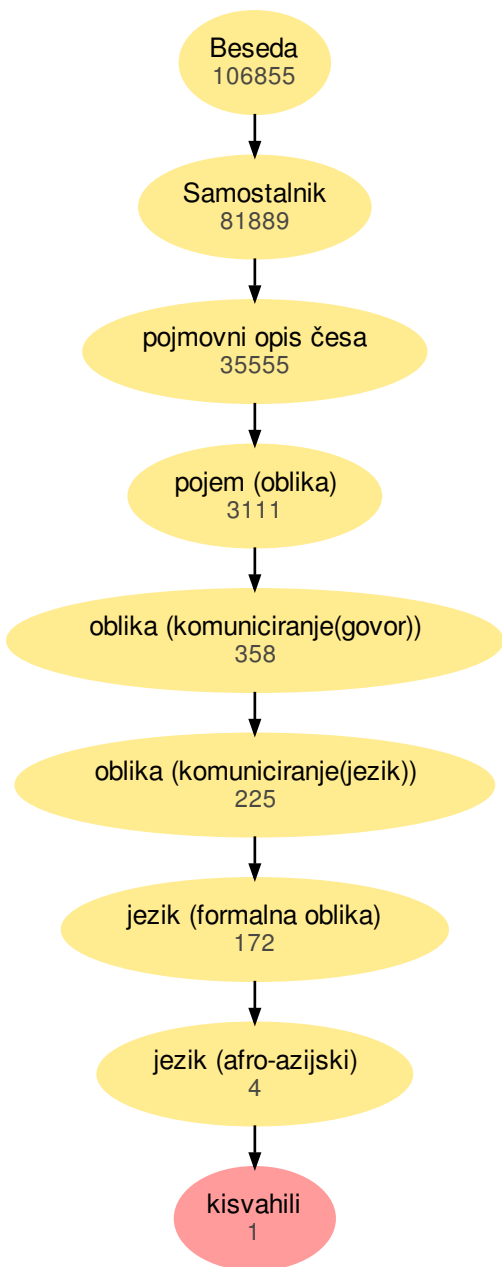 Beseda
106855
Samostalnik
81889
pojmovni opis česa
35555
pojem (oblika)
3111
oblika (komuniciranje(govor))
358
oblika (komuniciranje(jezik))
225
jezik (formalna oblika)
172
jezik (afro-azijski)
4
kisvahili
1